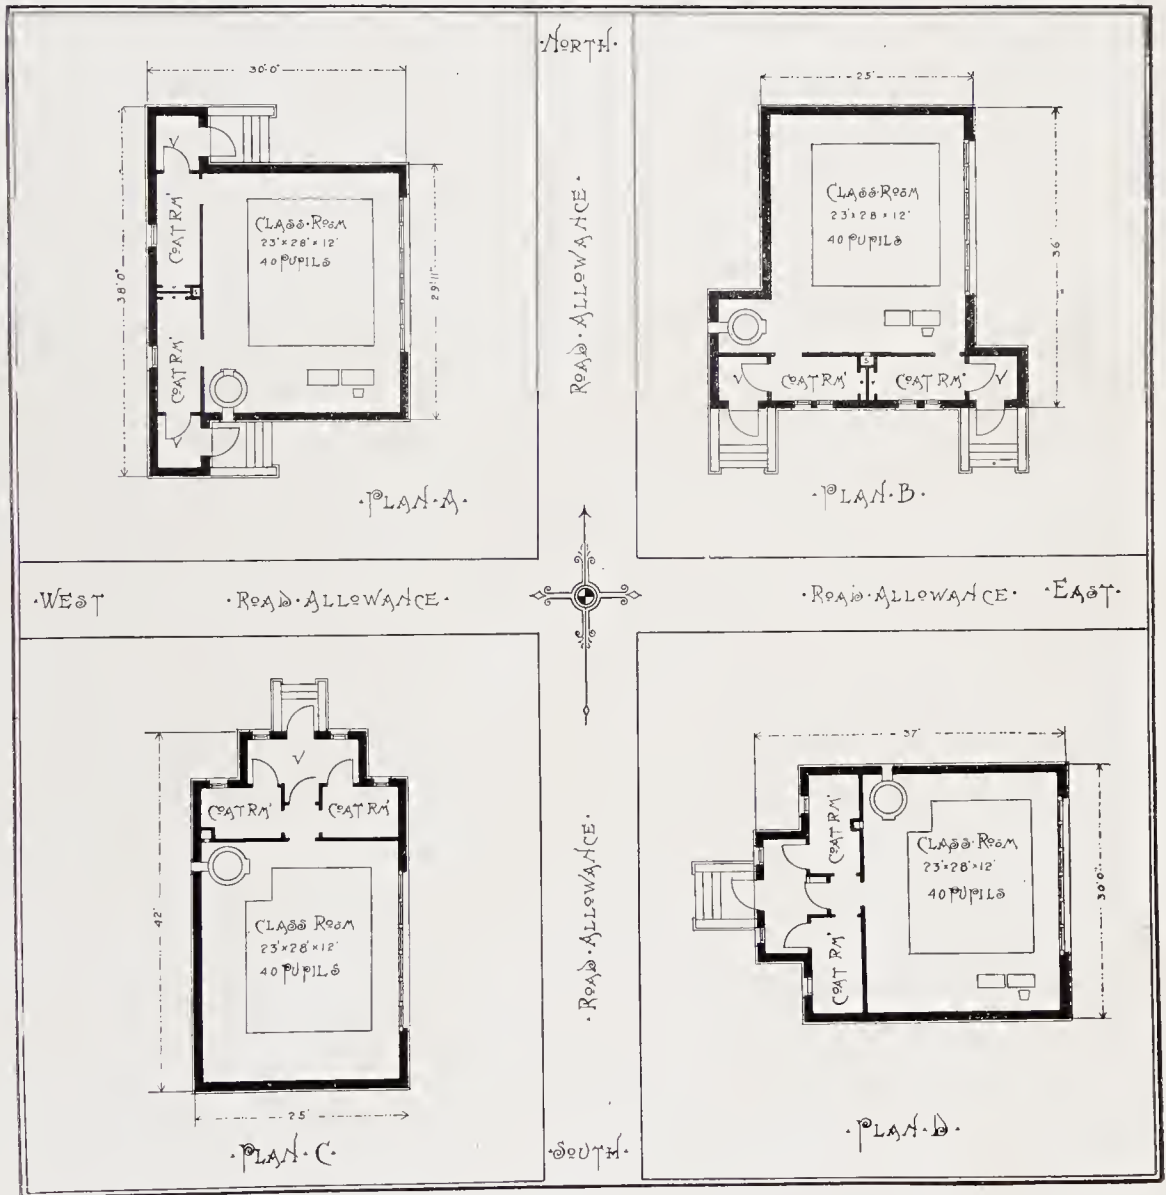 ·NORTH·
30'·0"
38'·0"
29'·11"
V
COAT RM'
COAT RM'
V
CLASS·ROOM
23'×28'×12'
40 PUPILS
·PLAN·A·
ROAD·ALLOWANCE·
25'
36'
CLASS·ROOM
23'×28'×12'
40 PUPILS
V
COAT RM'
S
COAT RM'
V
·PLAN·B·
·WEST
·ROAD·ALLOWANCE·
·ROAD·ALLOWANCE·
·EAST·
V
COAT RM'
COAT RM'
42'
CLASS ROOM
23'×28'×12'
40 PUPILS
25'
·PLAN·C·
·ROAD·ALLOWANCE·
·SOUTH·
37'
30'·0"
COAT RM'
COAT RM'
CLASS·ROOM
23'×28'×12'
40 PUPILS
·PLAN·D·